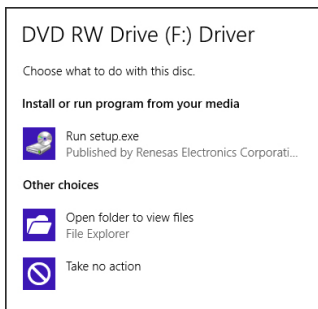 DVD RW Drive (F:) Driver
Choose what to do with this disc.
Install or run program from your media
Run setup.exe
Published by Renesas Electronics Corporati...
Other choices
Open folder to view files
File Explorer
Take no action